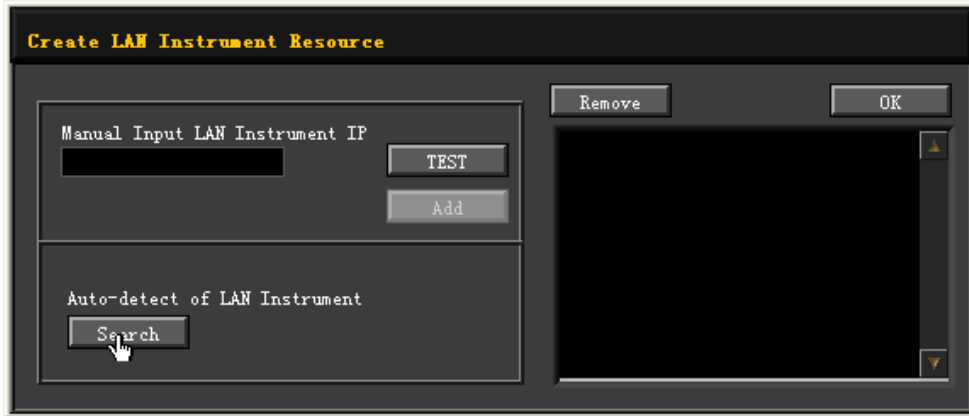 Create LAN Instrument Resource
Remove
OK
Manual Input LAN Instrument IP
TEST
Add
Auto-detect of LAN Instrument
Search